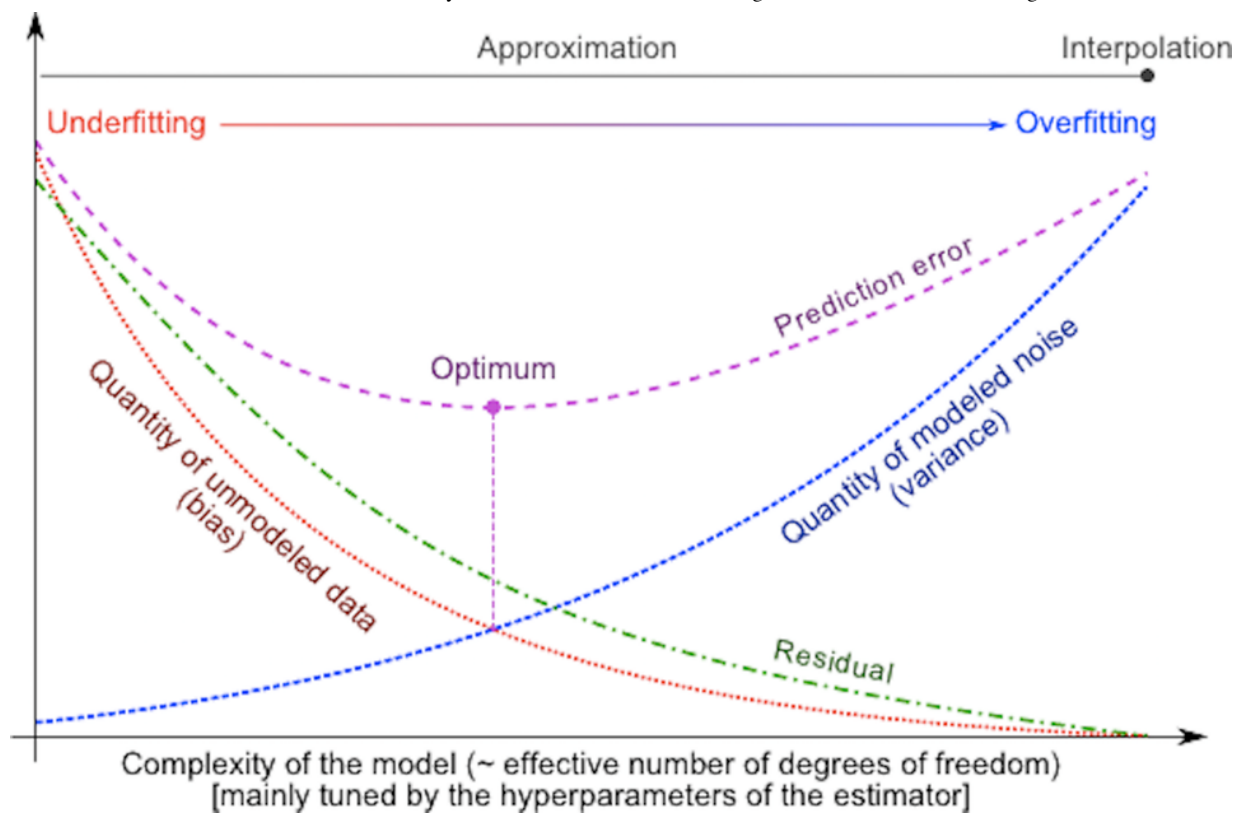 Approximation
Interpolation
Underfitting
Overfitting
Prediction error
Optimum
Quantity of unmodeled data
(bias)
Quantity of modeled noise
(variance)
Residual
Complexity of the model (~ effective number of degrees of freedom)
[mainly tuned by the hyperparameters of the estimator]